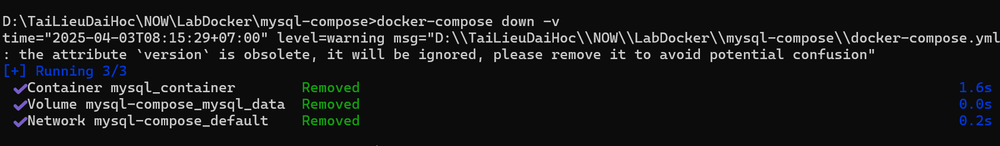 D:\TaiLieuDaiHoc\NOW\LabDocker\mysql-compose>docker-compose down -v
time="2025-04-03T08:15:29+07:00" level=warning msg="D:\\TaiLieuDaiHoc\\NOW\\LabDocker\\mysql-compose\\docker-compose.yml
: the attribute `version` is obsolete, it will be ignored, please remove it to avoid potential confusion"
[+] Running 3/3
✔Container mysql_container Removed 1.6s
✔Volume mysql-compose_mysql_data Removed 0.0s
✔Network mysql-compose_default Removed 0.2s